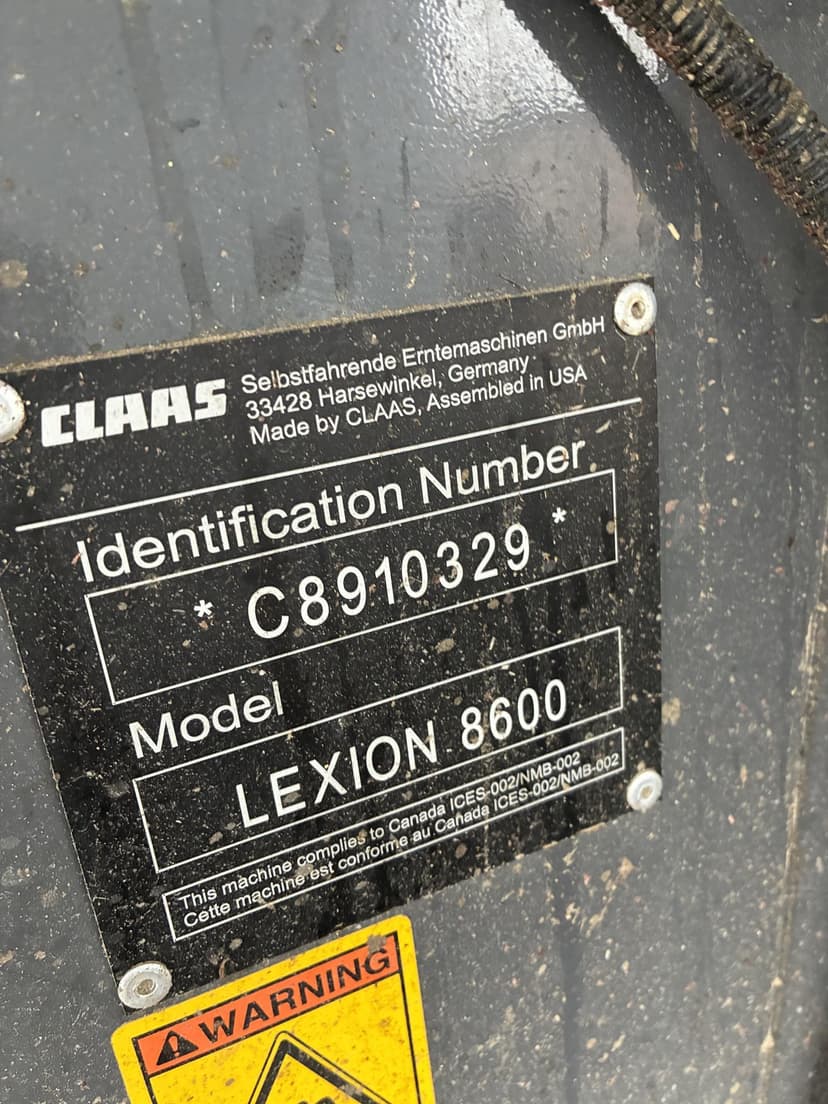 CLAAS
Selbstfahrende Erntemaschinen GmbH
33428 Harsewinkel, Germany
Made by CLAAS, Assembled in USA
Identification Number
* C8910329 *
Model
LEXION 8600
This machine complies to Canada ICES-002/NMB-002
Cette machine est conforme au Canada ICES-002/NMB-002
WARNING